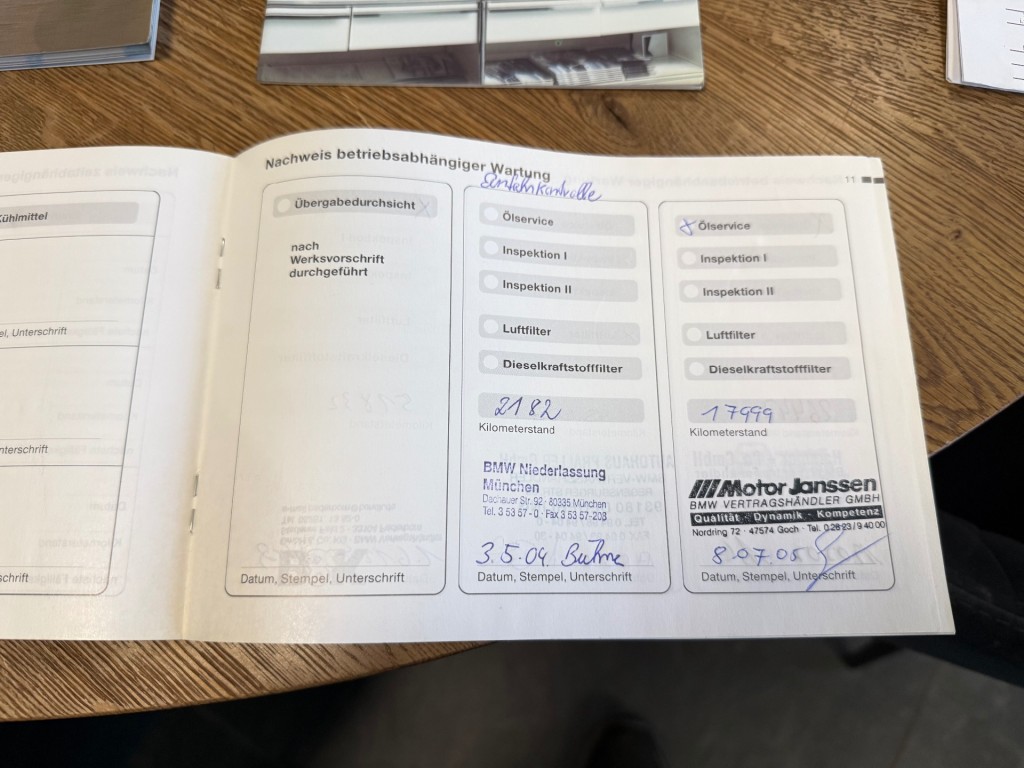 Kühlmittel
el, Unterschrift
nterschrift
chrift
Nachweis betriebsabhängiger Wartung
11
Übergabedurchsicht
nach
Werksvorschrift
durchgeführt
Datum, Stempel, Unterschrift
Einfahrkontrolle
Ölservice
Inspektion I
Inspektion II
Luftfilter
Dieselkraftstofffilter
2182
Kilometerstand
BMW Niederlassung
München
Dachauer Str. 92 · 80335 München
Tel. 3 53 57 - 0 · Fax 3 53 57-203
3.5.04.
Datum, Stempel, Unterschrift
x Ölservice
Inspektion I
Inspektion II
Luftfilter
Dieselkraftstofffilter
17999
Kilometerstand
Motor Janssen
BMW VERTRAGSHÄNDLER GMBH
Qualität · Dynamik · Kompetenz
Nordring 72 · 47574 Goch · Tel. 0 28 23 / 9 40 00
8.07.05
Datum, Stempel, Unterschrift